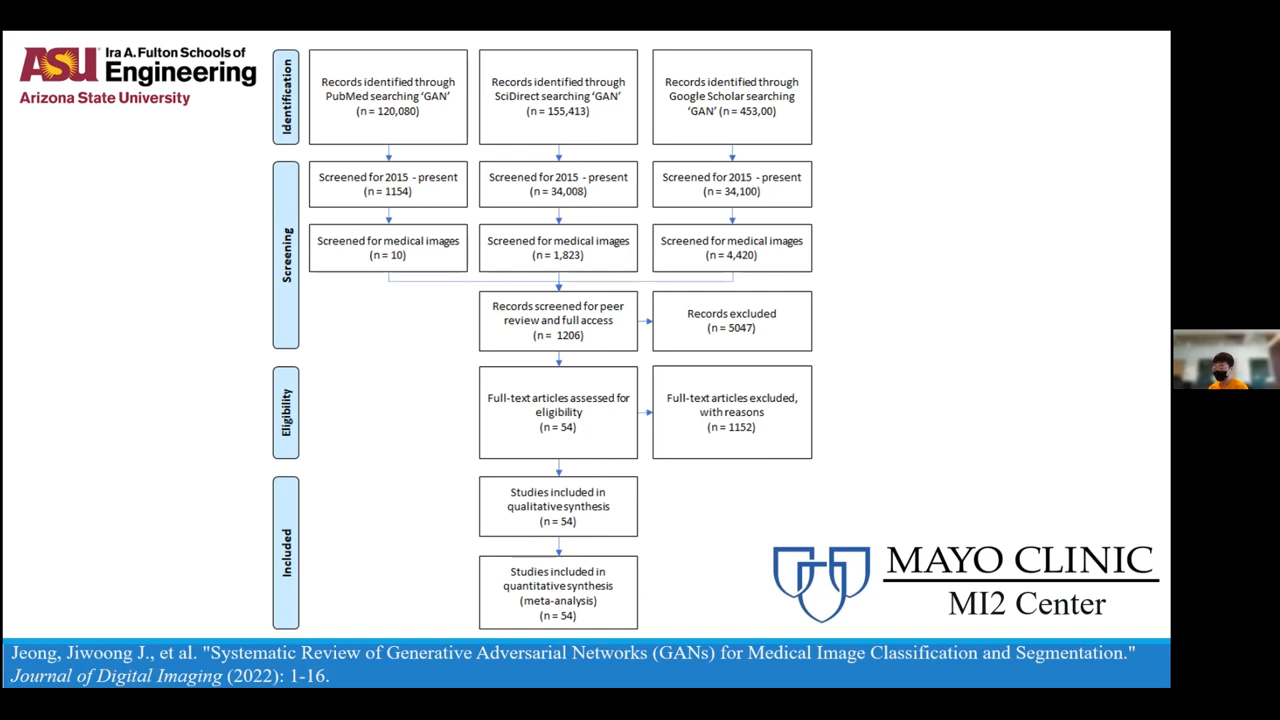 ASU Ira A. Fulton Schools of
Engineering
Arizona State University
Identification
Records identified through
PubMed searching ‘GAN’
(n = 120,080)
Records identified through
SciDirect searching ‘GAN’
(n = 155,413)
Records identified through
Google Scholar searching
‘GAN’ (n = 453,00)
Screening
Screened for 2015 - present
(n = 1154)
Screened for 2015 - present
(n = 34,008)
Screened for 2015 - present
(n = 34,100)
Screened for medical images
(n = 10)
Screened for medical images
(n = 1,823)
Screened for medical images
(n = 4,420)
Records screened for peer
review and full access
(n = 1206)
Records excluded
(n = 5047)
Eligibility
Full-text articles assessed for
eligibility
(n = 54)
Full-text articles excluded,
with reasons
(n = 1152)
Included
Studies included in
qualitative synthesis
(n = 54)
Studies included in
quantitative synthesis
(meta-analysis)
(n = 54)
MAYO CLINIC
MI2 Center
Jeong, Jiwoong J., et al. "Systematic Review of Generative Adversarial Networks (GANs) for Medical Image Classification and Segmentation."
Journal of Digital Imaging (2022): 1-16.